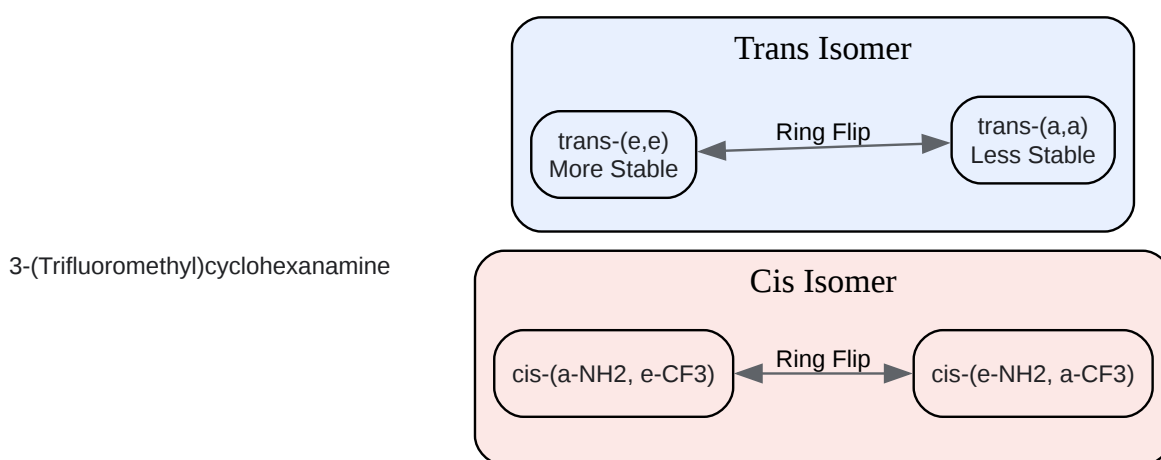 Trans Isomer
trans-(e,e)
More Stable
Ring Flip
trans-(a,a)
Less Stable
3-(Trifluoromethyl)cyclohexanamine
Cis Isomer
cis-(a-NH2, e-CF3)
Ring Flip
cis-(e-NH2, a-CF3)